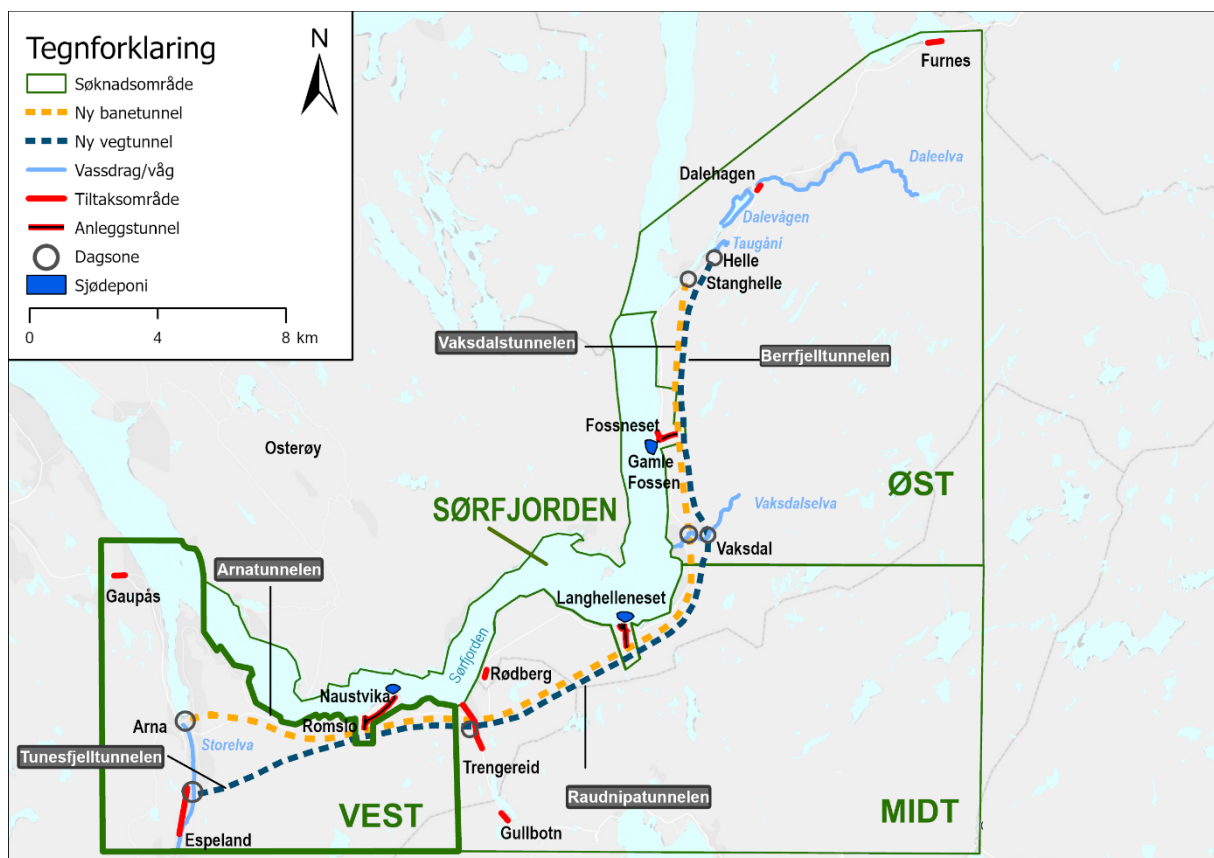 Tegnforklaring
N
Søknadsområde
Ny banetunnel
Ny vegtunnel
Vassdrag/våg
Tiltaksområde
Anleggstunnel
Dagsone
Sjødeponi
0 4 8 km
Furnes
Daleelva
Dalehagen
Dalevågen
Taugåni
Helle
Stanghelle
Vaksdalstunnelen
Berrfjelltunnelen
Fossneset
Osterøy
Gamle
Fossen
ØST
SØRFJORDEN
Vaksdalselva
Vaksdal
Arnatunnelen
Gaupås
Langhelleneset
Sørfjorden
Rødberg
Naustvika
Romslo
Arna
Storelva
Tunesfjelltunnelen
Trengereid
Raudnipatunnelen
VEST
MIDT
Gullbotn
Espeland